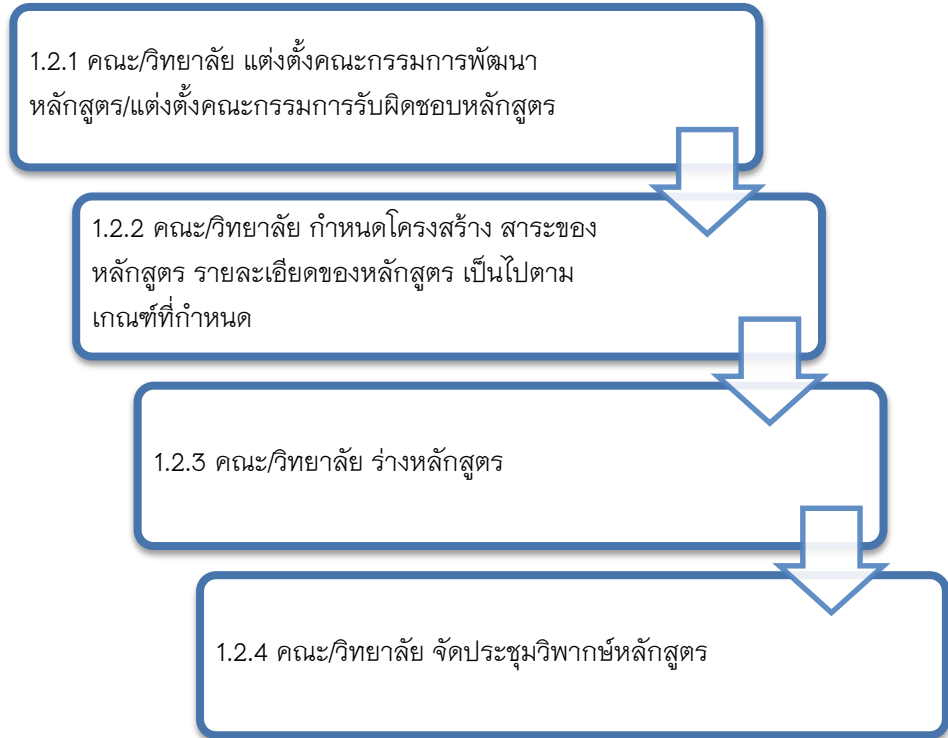 1.2.1 คณะ/วิทยาลัย แต่งตั้งคณะกรรมการพัฒนา
หลักสูตร/แต่งตั้งคณะกรรมการรับผิดชอบหลักสูตร
1.2.2 คณะ/วิทยาลัย กำหนดโครงสร้าง สาระของ
หลักสูตร รายละเอียดของหลักสูตร เป็นไปตาม
เกณฑ์ที่กำหนด
1.2.3 คณะ/วิทยาลัย ร่างหลักสูตร
1.2.4 คณะ/วิทยาลัย จัดประชุมวิพากษ์หลักสูตร